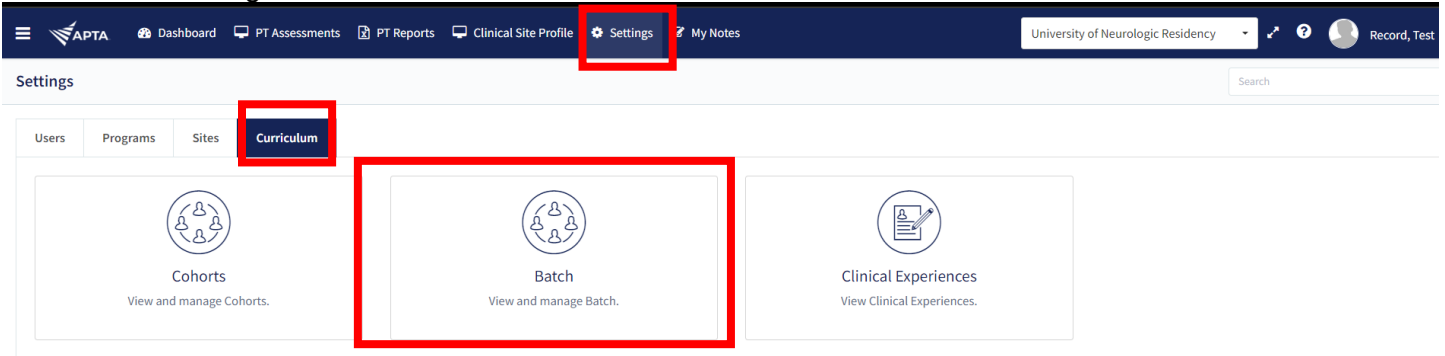 APTA Dashboard PT Assessments PT Reports Clinical Site Profile Settings My Notes University of Neurologic Residency Record, Test
Settings Search
Users Programs Sites Curriculum
Cohorts Batch Clinical Experiences
View and manage Cohorts. View and manage Batch. View Clinical Experiences.